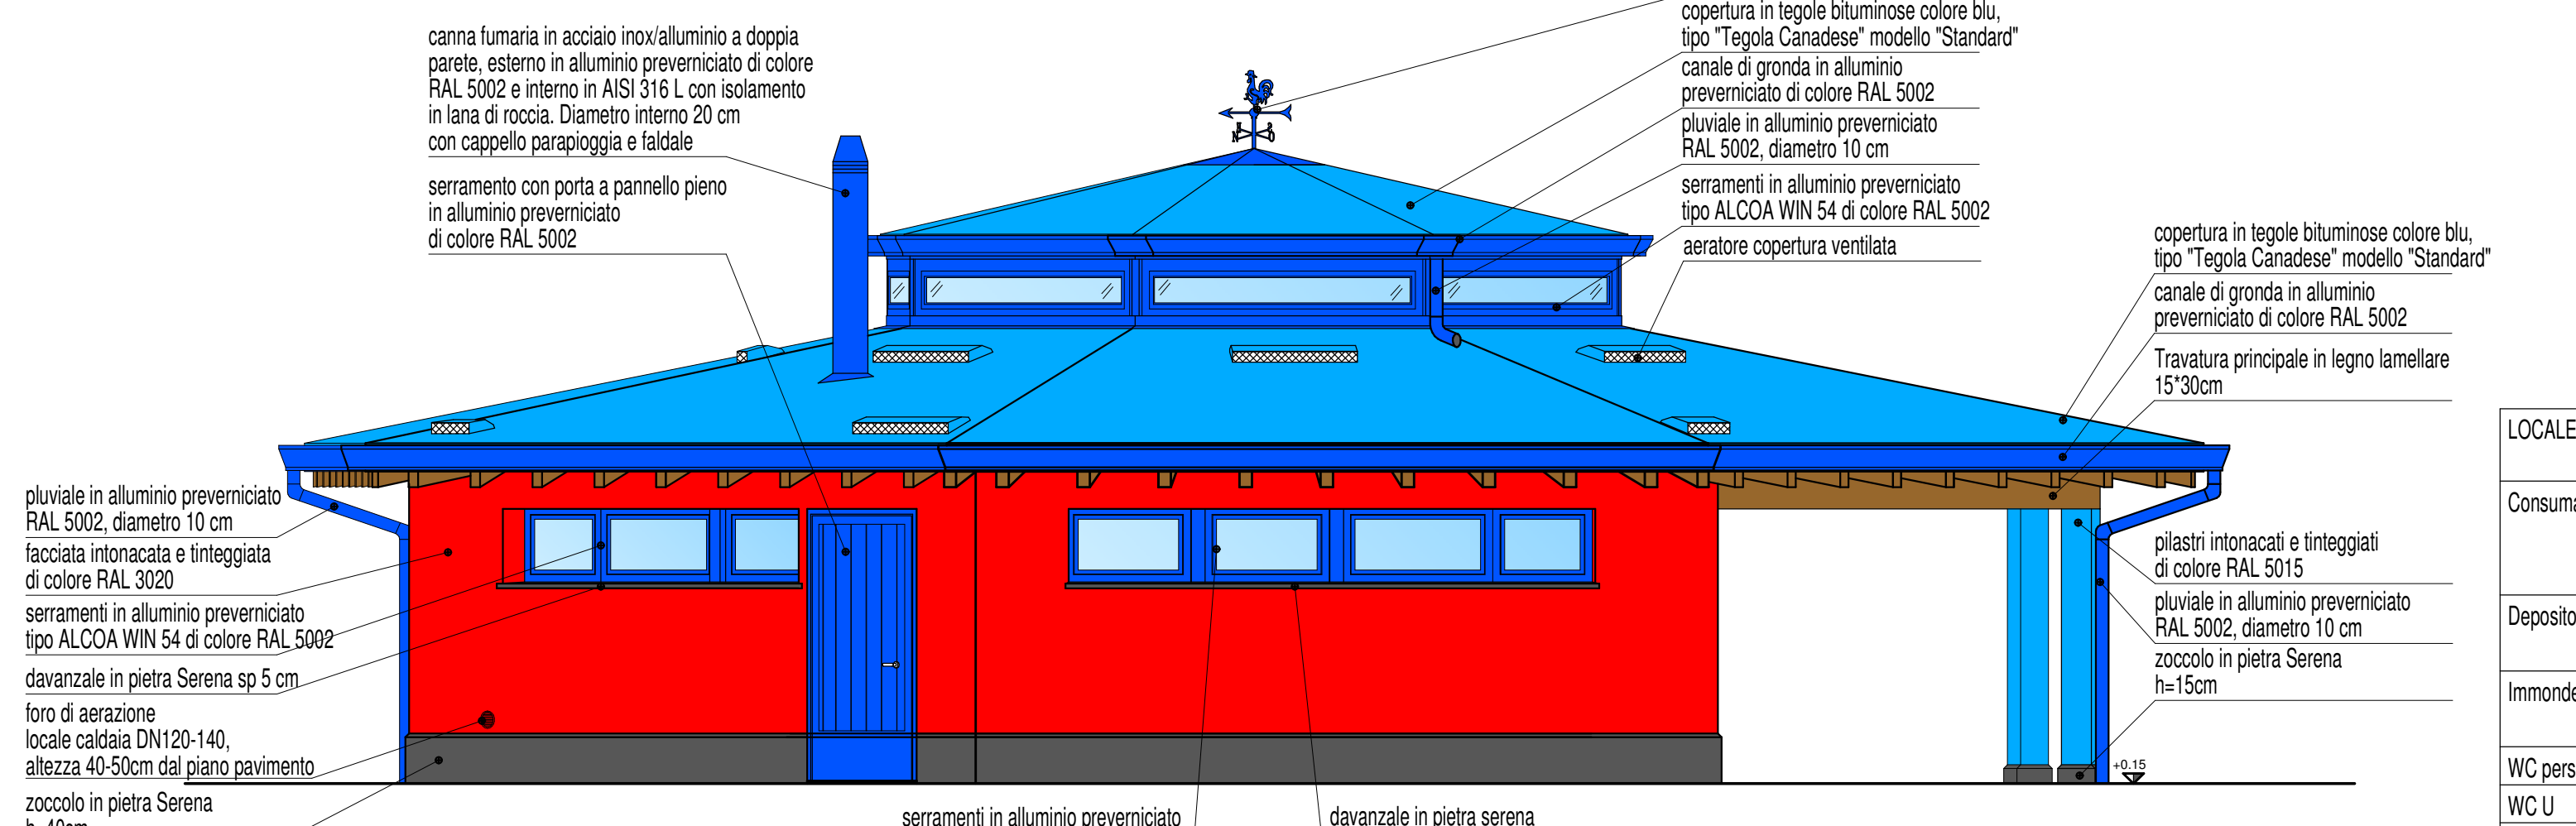 canna fumaria in acciaio inox/alluminio a doppia
parete, esterno in alluminio preverniciato di colore
RAL 5002 e interno in AISI 316 L con isolamento
in lana di roccia. Diametro interno 20 cm
con cappello parapioggia e faldale
serramento con porta a pannello pieno
in alluminio preverniciato
di colore RAL 5002
pluviale in alluminio preverniciato
RAL 5002, diametro 10 cm
facciata intonacata e tinteggiata
di colore RAL 3020
serramenti in alluminio preverniciato
tipo ALCOA WIN 54 di colore RAL 5002
davanzale in pietra Serena sp 5 cm
foro di aerazione
locale caldaia DN120-140,
altezza 40-50cm dal piano pavimento
zoccolo in pietra Serena
h=40cm
serramenti in alluminio preverniciato
davanzale in pietra serena
copertura in tegole bituminose colore blu,
tipo "Tegola Canadese" modello "Standard"
canale di gronda in alluminio
preverniciato di colore RAL 5002
pluviale in alluminio preverniciato
RAL 5002, diametro 10 cm
serramenti in alluminio preverniciato
tipo ALCOA WIN 54 di colore RAL 5002
aeratore copertura ventilata
copertura in tegole bituminose colore blu,
tipo "Tegola Canadese" modello "Standard"
canale di gronda in alluminio
preverniciato di colore RAL 5002
Travatura principale in legno lamellare
15*30cm
pilastri intonacati e tinteggiati
di colore RAL 5015
pluviale in alluminio preverniciato
RAL 5002, diametro 10 cm
zoccolo in pietra Serena
h=15cm
+0.15
LOCALE
Consuma
Deposito
Immonde
WC pers
WC U